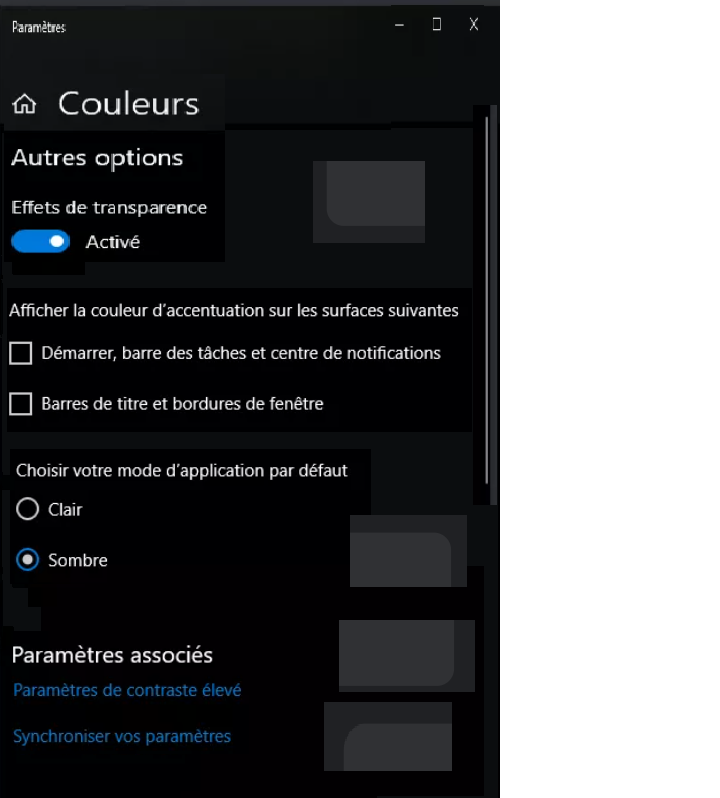 Paramètres
Couleurs
Autres options
Effets de transparence
Activé
Afficher la couleur d'accentuation sur les surfaces suivantes
Démarrer, barre des tâches et centre de notifications
Barres de titre et bordures de fenêtre
Choisir votre mode d'application par défaut
Clair
Sombre
Paramètres associés
Paramètres de contraste élevé
Synchroniser vos paramètres